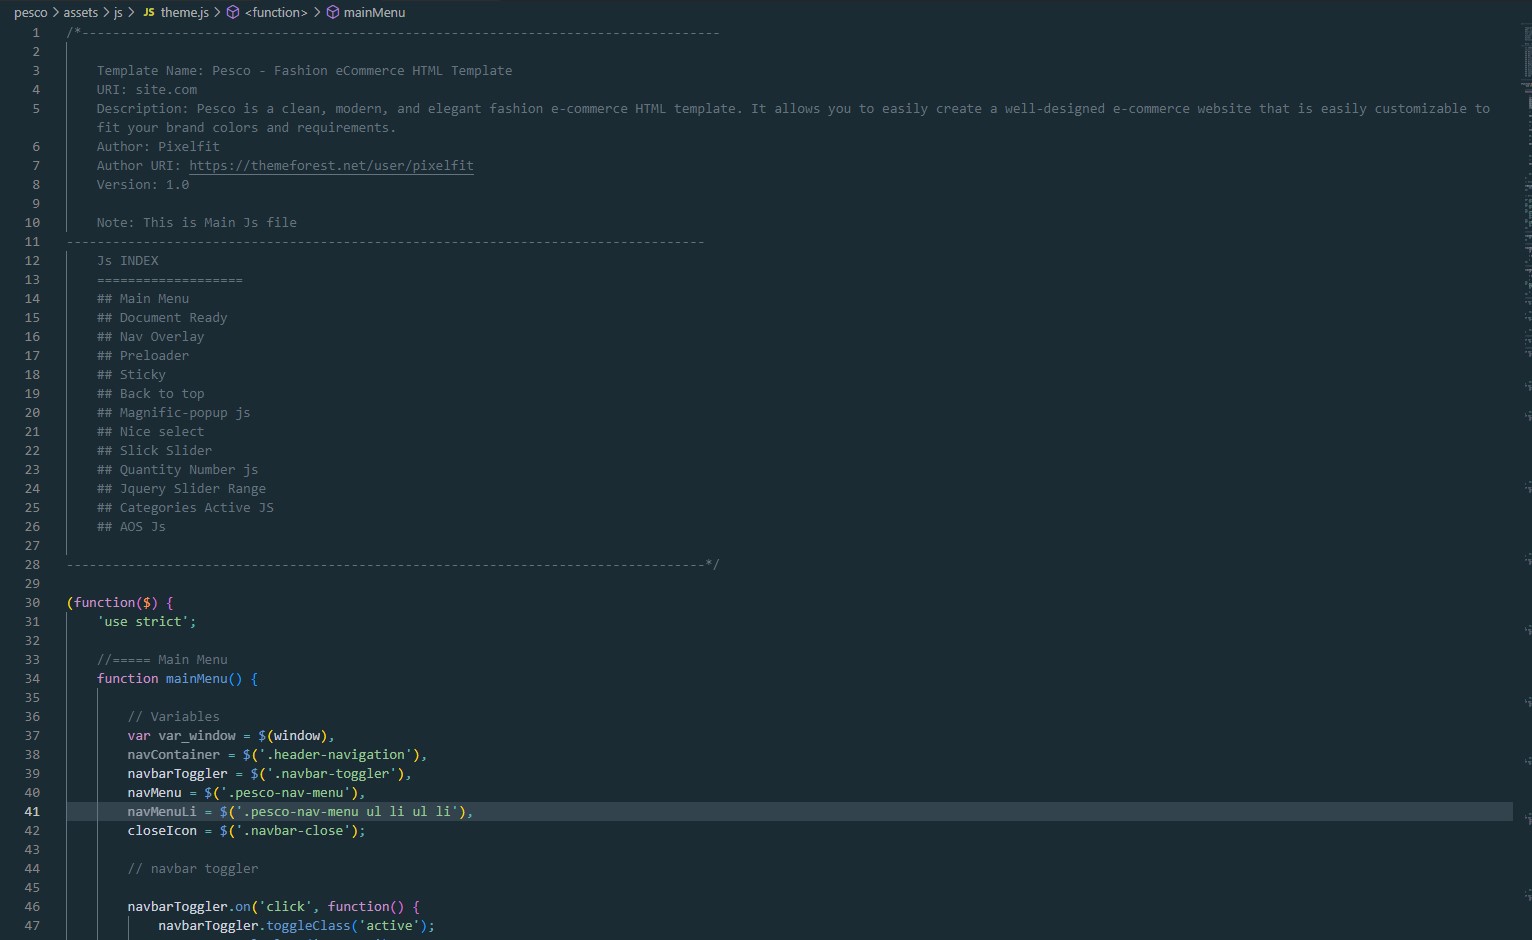 pesco > assets > js > JS theme.js > <function> > mainMenu
1 /*-----------------------------------------------------------------------------------
2
3 Template Name: Pesco - Fashion eCommerce HTML Template
4 URI: site.com
5 Description: Pesco is a clean, modern, and elegant fashion e-commerce HTML template. It allows you to easily create a well-designed e-commerce website that is easily customizable to
fit your brand colors and requirements.
6 Author: Pixelfit
7 Author URI: https://themeforest.net/user/pixelfit
8 Version: 1.0
9
10 Note: This is Main Js file
11 -----------------------------------------------------------------------------------
12 Js INDEX
13 ===================
14 ## Main Menu
15 ## Document Ready
16 ## Nav Overlay
17 ## Preloader
18 ## Sticky
19 ## Back to top
20 ## Magnific-popup js
21 ## Nice select
22 ## Slick Slider
23 ## Quantity Number js
24 ## Jquery Slider Range
25 ## Categories Active JS
26 ## AOS Js
27
28 -----------------------------------------------------------------------------------*/
29
30 (function($) {
31 'use strict';
32
33 //===== Main Menu
34 function mainMenu() {
35
36 // Variables
37 var var_window = $(window),
38 navContainer = $('.header-navigation'),
39 navbarToggler = $('.navbar-toggler'),
40 navMenu = $('.pesco-nav-menu'),
41 navMenuLi = $('.pesco-nav-menu ul li ul li'),
42 closeIcon = $('.navbar-close');
43
44 // navbar toggler
45
46 navbarToggler.on('click', function() {
47 navbarToggler.toggleClass('active');